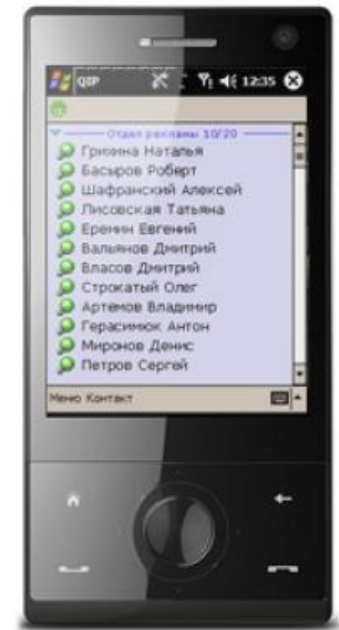 QIP 12:35
Отдел рекламы 10/20
Гринина Наталья
Басыров Роберт
Шафранский Алексей
Лисовская Татьяна
Еремин Евгений
Вальянов Дмитрий
Власов Дмитрий
Строкатый Олег
Артемов Владимир
Герасимюк Антон
Миронов Денис
Петров Сергей
Меню Контакт